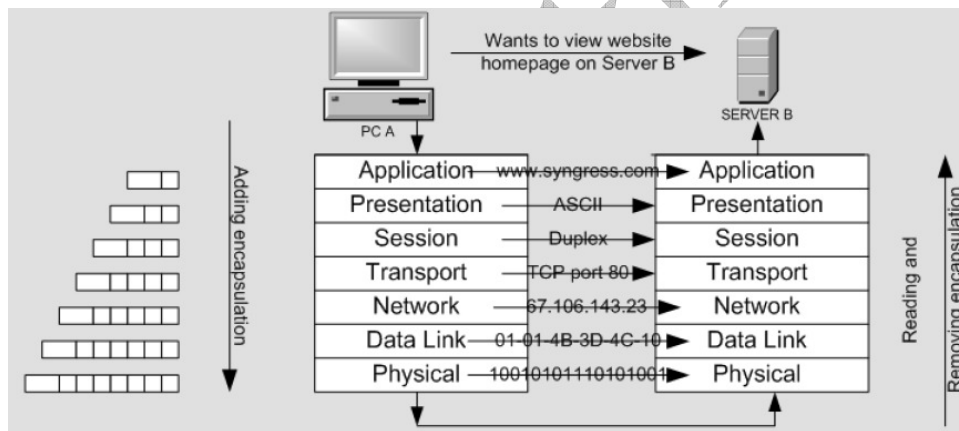 Wants to view website
homepage on Server B
PC A
SERVER B
Adding encapsulation
Application www.syngress.com Application
Presentation ASCII Presentation
Session Duplex Session
Transport TCP port 80 Transport
Network 67.106.143.23 Network
Data Link 01-01-4B-3D-4C-10 Data Link
Physical 10010101110101001 Physical
Reading and
Removing encapsulation